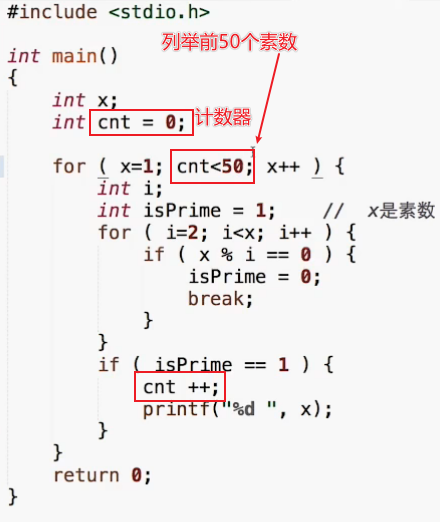 #include <stdio.h>
列举前50个素数
int main()
{
int x;
int cnt = 0; 计数器
for ( x=1; cnt<50; x++ ) {
int i;
int isPrime = 1; // x是素数
for ( i=2; i<x; i++ ) {
if ( x % i == 0 ) {
isPrime = 0;
break;
}
}
if ( isPrime == 1 ) {
cnt ++;
printf("%d ", x);
}
}
return 0;
}